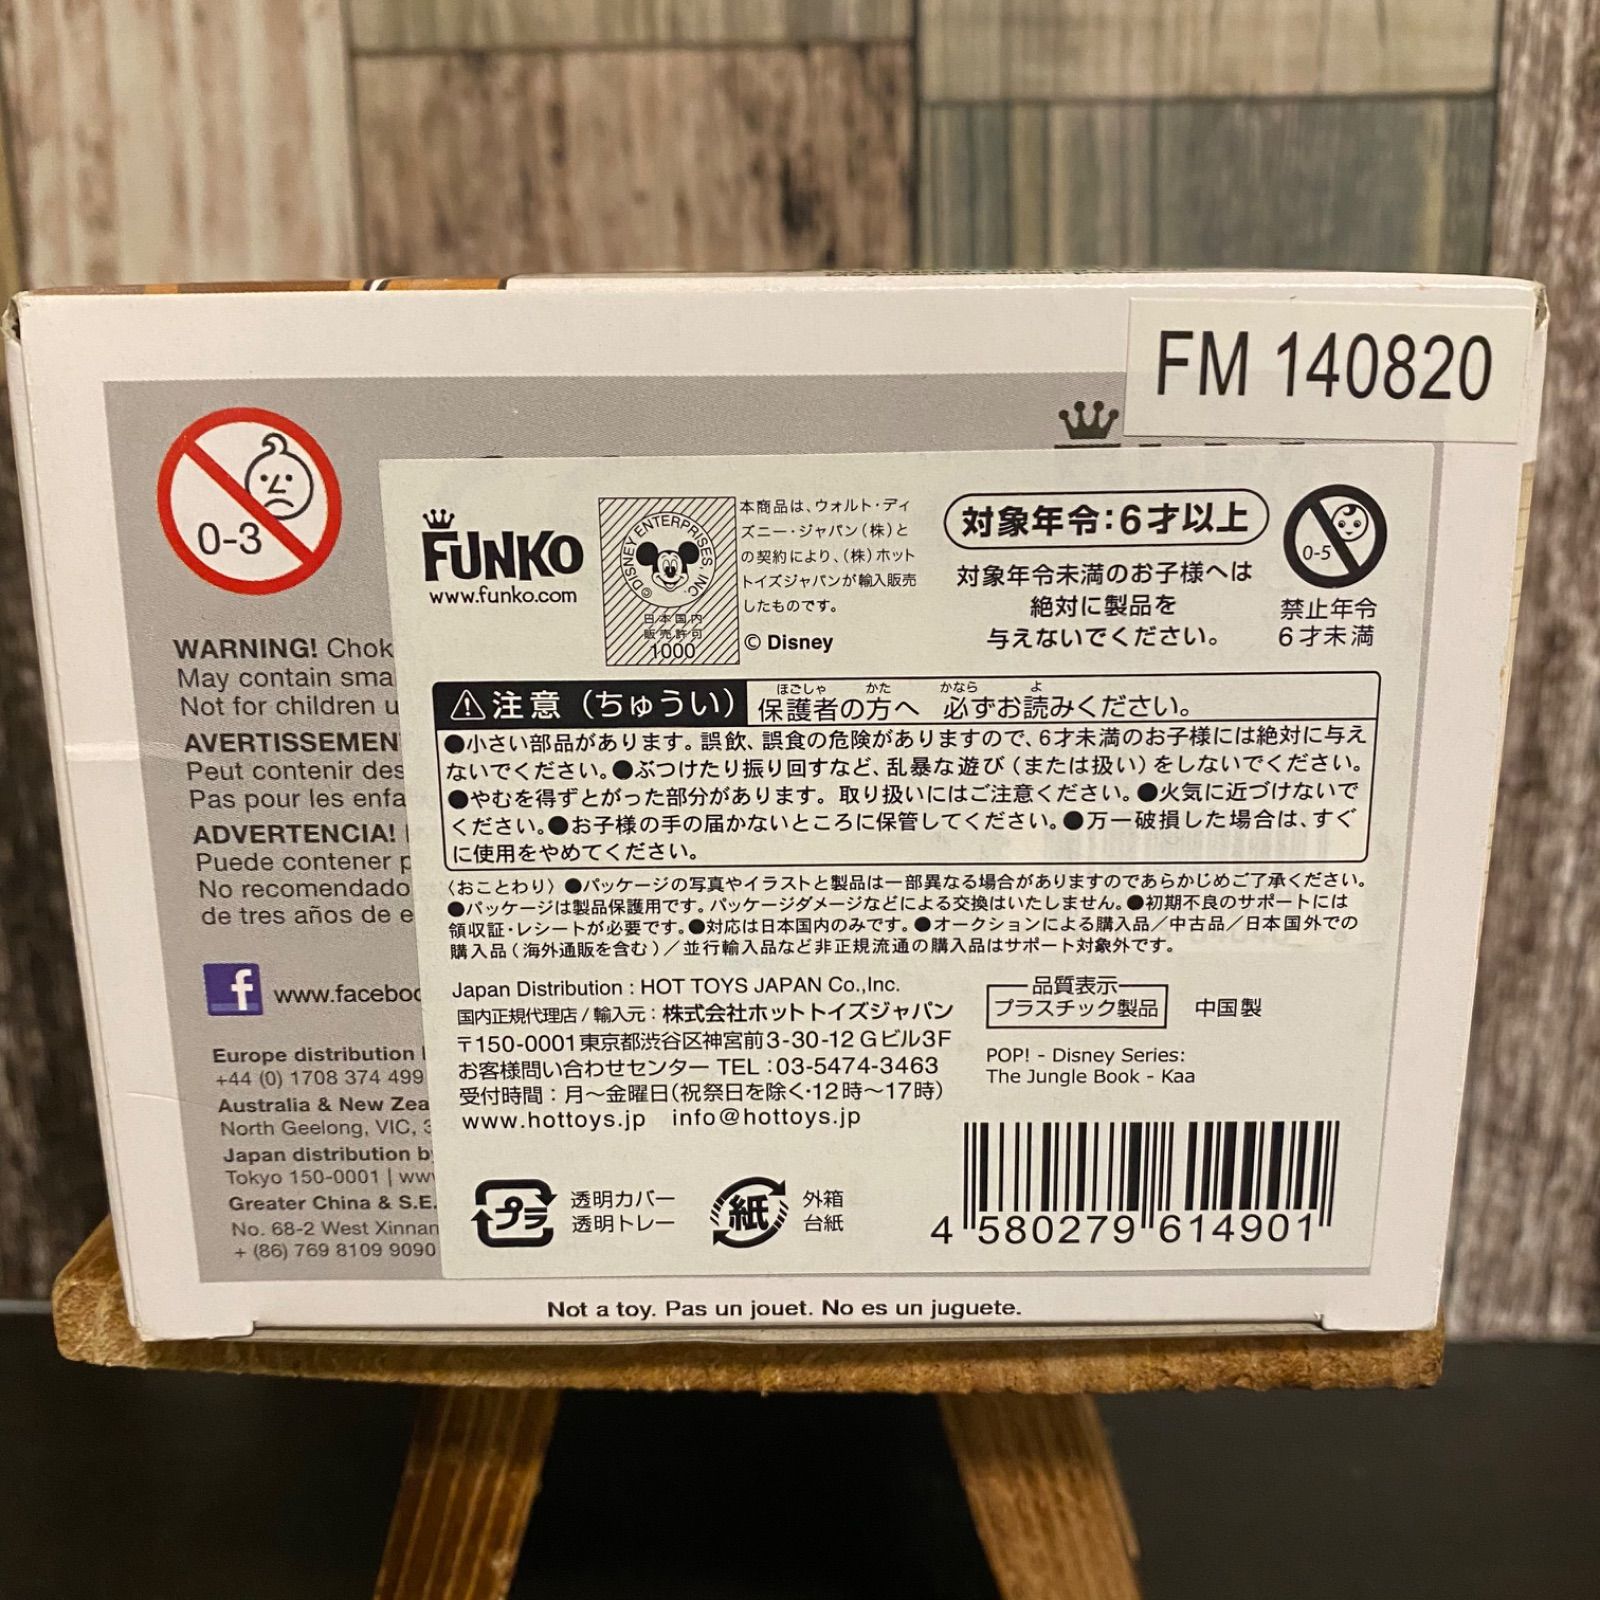 FM 140820
0-3
WARNING! Chok
May contain sma
Not for children u
AVERTISSEMEN
Peut contenir des
Pas pour les enfa
ADVERTENCIA!
Puede contener p
No recomendado
de tres años de e
f www.faceboo
Europe distribution
+44 (0) 1708 374 499
Australia & New Zea
North Geelong, VIC, 3
Japan distribution by
Tokyo 150-0001 | www
Greater China & S.E.
No. 68-2 West Xinnan
+ (86) 769 8109 9090
FUNKO
www.funko.com
©DISNEY ENTERPRISES, INC.
日本国内
販売許可
1000
本商品は、ウォルト・ディ
ズニー・ジャパン(株)と
の契約により、(株)ホット
トイズジャパンが輸入販売
したものです。
© Disney
対象年令:6才以上
対象年令未満のお子様へは
絶対に製品を
与えないでください。
0-5
禁止年令
6才未満
注意(ちゅうい) 保護者の方へ 必ずお読みください。
ほごしゃ かた かなら よ
●小さい部品があります。誤飲、誤食の危険がありますので、6才未満のお子様には絶対に与え
ないでください。●ぶつけたり振り回すなど、乱暴な遊び(または扱い)をしないでください。
●やむを得ずとがった部分があります。取り扱いにはご注意ください。●火気に近づけないで
ください。●お子様の手の届かないところに保管してください。●万一破損した場合は、すぐ
に使用をやめてください。
〈おことわり〉●パッケージの写真やイラストと製品は一部異なる場合がありますのであらかじめご了承ください。
●パッケージは製品保護用です。パッケージダメージなどによる交換はいたしません。●初期不良のサポートには
領収証・レシートが必要です。●対応は日本国内のみです。●オークションによる購入品/中古品/日本国外での
購入品(海外通販を含む)/並行輸入品など非正規流通の購入品はサポート対象外です。
Japan Distribution : HOT TOYS JAPAN Co.,Inc.
国内正規代理店/輸入元:株式会社ホットトイズジャパン
〒150-0001東京都渋谷区神宮前3-30-12 Gビル3F
お客様問い合わせセンター TEL:03-5474-3463
受付時間:月~金曜日(祝祭日を除く・12時~17時)
www.hottoys.jp info@hottoys.jp
品質表示
プラスチック製品 中国製
POP! - Disney Series:
The Jungle Book - Kaa
プラ
透明カバー
透明トレー
紙
外箱
台紙
4 580279 614901
Not a toy. Pas un jouet. No es un juguete.